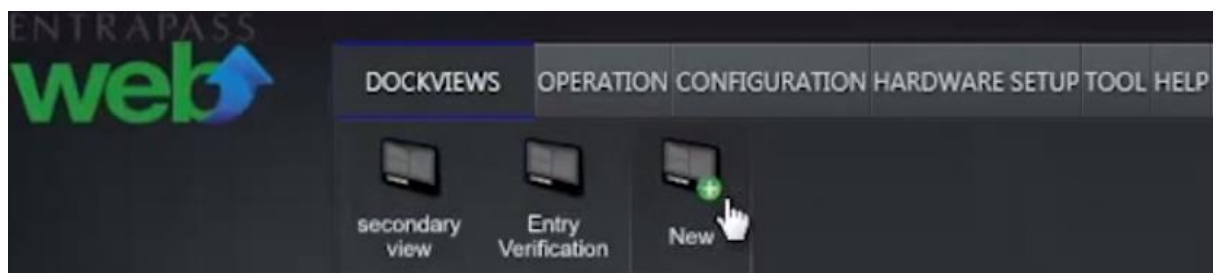 ENTRAPASS
web
DOCKVIEWS OPERATION CONFIGURATION HARDWARE SETUP TOOL HELP
secondary
view
Entry
Verification
New